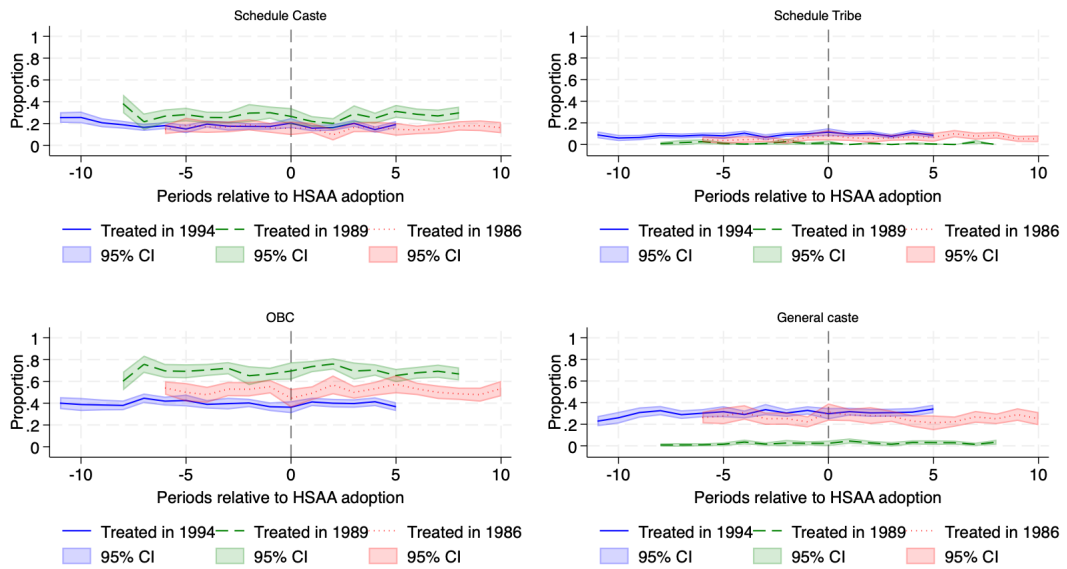 Schedule Caste
Proportion
1
.8
.6
.4
.2
0
-10 -5 0 5 10
Periods relative to HSAA adoption
Treated in 1994 Treated in 1989 Treated in 1986
95% CI 95% CI 95% CI
Schedule Tribe
Proportion
1
.8
.6
.4
.2
0
-10 -5 0 5 10
Periods relative to HSAA adoption
Treated in 1994 Treated in 1989 Treated in 1986
95% CI 95% CI 95% CI
OBC
Proportion
1
.8
.6
.4
.2
0
-10 -5 0 5 10
Periods relative to HSAA adoption
Treated in 1994 Treated in 1989 Treated in 1986
95% CI 95% CI 95% CI
General caste
Proportion
1
.8
.6
.4
.2
0
-10 -5 0 5 10
Periods relative to HSAA adoption
Treated in 1994 Treated in 1989 Treated in 1986
95% CI 95% CI 95% CI